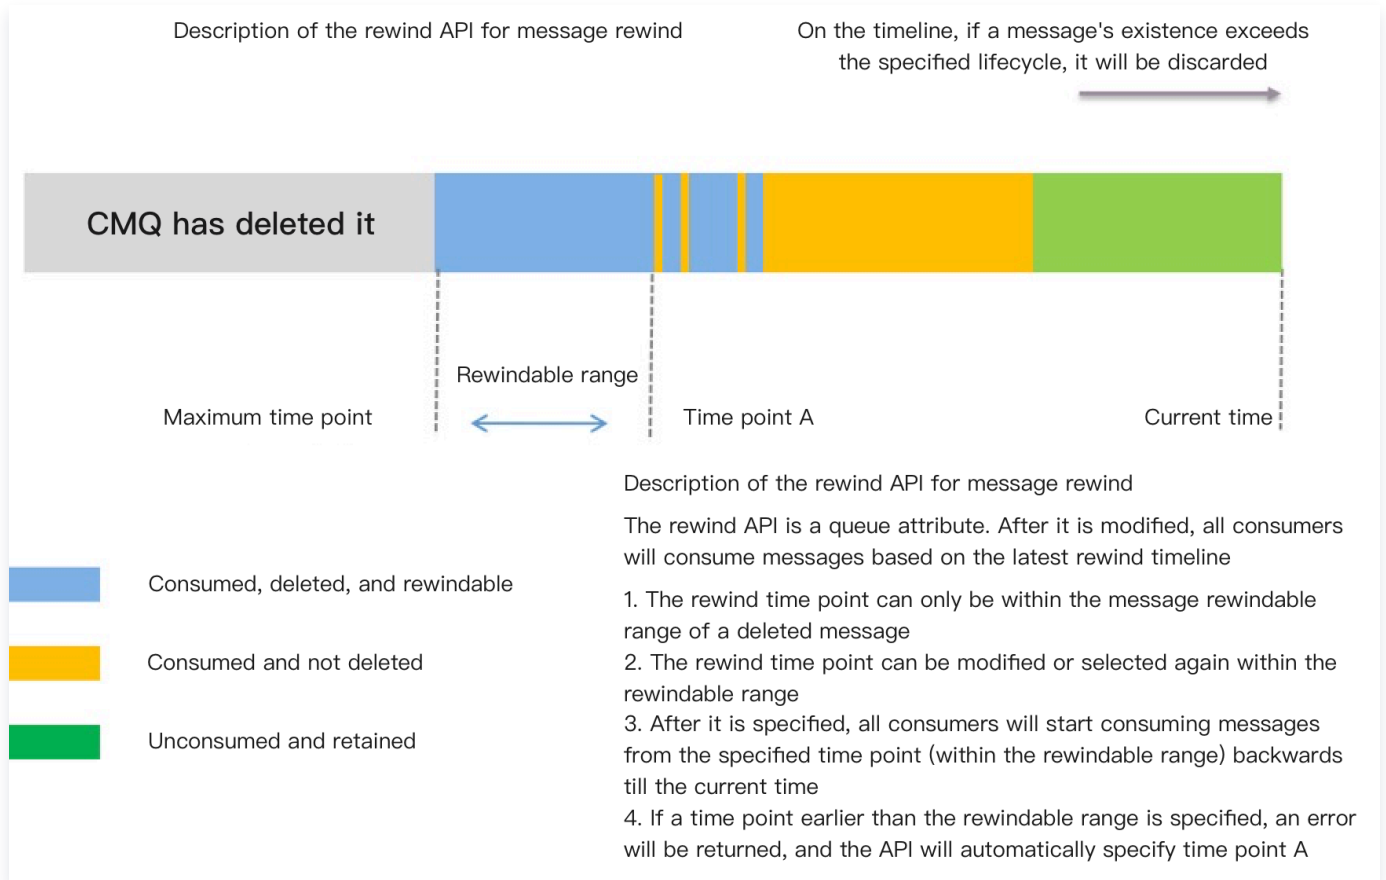 Description of the rewind API for message rewind
On the timeline, if a message's existence exceeds
the specified lifecycle, it will be discarded
CMQ has deleted it
Rewindable range
Maximum time point
Time point A
Current time
Description of the rewind API for message rewind
The rewind API is a queue attribute. After it is modified, all consumers
will consume messages based on the latest rewind timeline
Consumed, deleted, and rewindable
Consumed and not deleted
Unconsumed and retained
1. The rewind time point can only be within the message rewindable
range of a deleted message
2. The rewind time point can be modified or selected again within the
rewindable range
3. After it is specified, all consumers will start consuming messages
from the specified time point (within the rewindable range) backwards
till the current time
4. If a time point earlier than the rewindable range is specified, an error
will be returned, and the API will automatically specify time point A